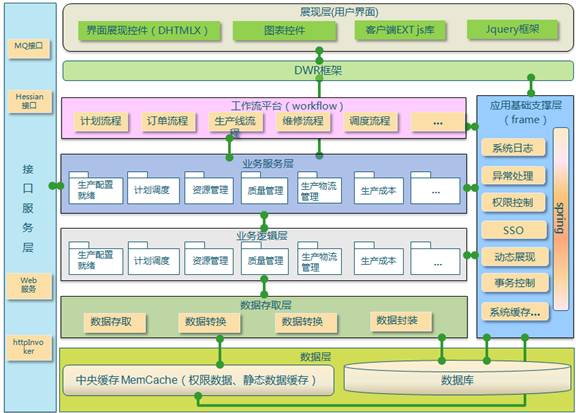 展现层(用户界面)
界面展现控件（DHTMLX）
图表控件
客户端EXT js库
Jquery框架
DWR框架
MQ接口
Hessian
接口
接
口
服
务
层
Web
服务
httpInvo
ker
工作流平台（workflow）
计划流程
订单流程
生产线流
程
维修流程
调度流程
...
业务服务层
生产配置
就绪
计划调度
资源管理
质量管理
生产物流
管理
生产成本
...
业务逻辑层
生产配置
就绪
计划调度
资源管理
质量管理
生产物流
管理
生产成本
...
数据存取层
数据存取
数据转换
数据转换
数据封装
应用基础支撑层
（frame）
系统日志
异常处理
权限控制
SSO
动态展现
事务控制
系统缓存...
spring
数据层
中央缓存 MemCache（权限数据、静态数据缓存）
数据库